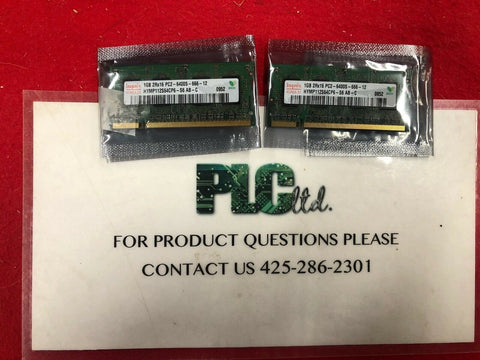 hynix
1GB 2Rx16 PC2-6400S-666-12
HYMP112S64CP6-S6 AB-C
0952
hynix
1GB 2Rx16 PC2-6400S-666-12
HYMP112S64CP6-S6 AB-C
0952
PLC ltd.
FOR PRODUCT QUESTIONS PLEASE
CONTACT US 425-286-2301